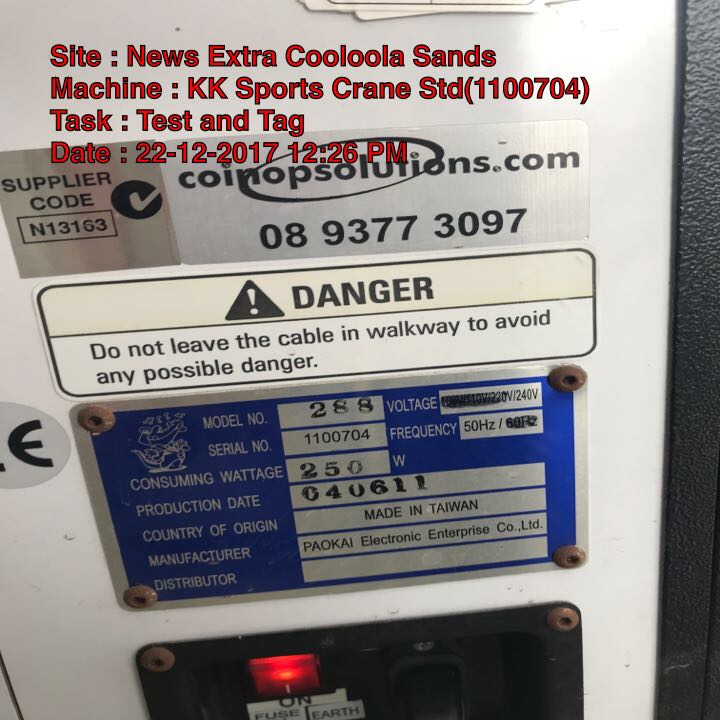 Site : News Extra Cooloola Sands
Machine : KK Sports Crane Std(1100704)
Task : Test and Tag
Date : 22-12-2017 12:26 PM
SUPPLIER
CODE
N13163
coinopsolutions.com
08 9377 3097
DANGER
Do not leave the cable in walkway to avoid
any possible danger.
CE
MODEL NO. 288 VOLTAGE 100V/110V/220V/240V
SERIAL NO. 1100704 FREQUENCY 50Hz / 60Hz
CONSUMING WATTAGE 250 W
PRODUCTION DATE 040611
COUNTRY OF ORIGIN MADE IN TAIWAN
MANUFACTURER PAOKAI Electronic Enterprise Co.,Ltd.
DISTRIBUTOR
ON
FUSE EARTH